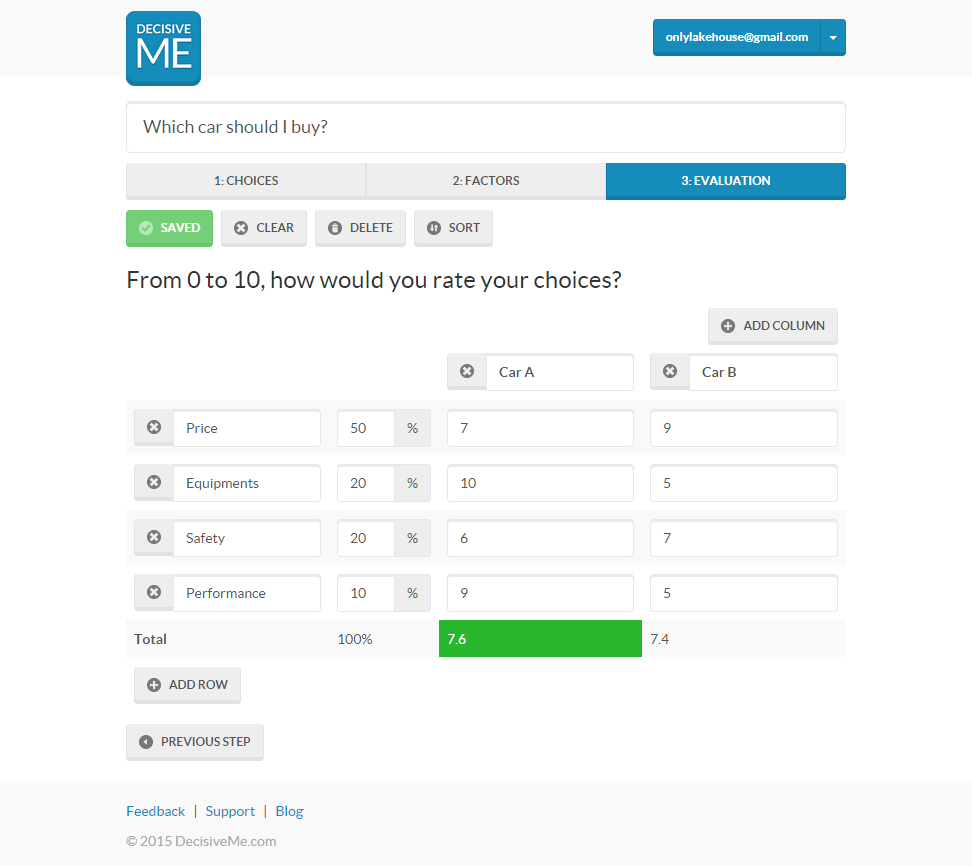 DECISIVE
ME
onlylakehouse@gmail.com
Which car should I buy?
1: CHOICES 2: FACTORS 3: EVALUATION
SAVED CLEAR DELETE SORT
From 0 to 10, how would you rate your choices?
ADD COLUMN
Car A Car B
Price 50 % 7 9
Equipments 20 % 10 5
Safety 20 % 6 7
Performance 10 % 9 5
Total 100% 7.6 7.4
ADD ROW
PREVIOUS STEP
Feedback | Support | Blog
© 2015 DecisiveMe.com